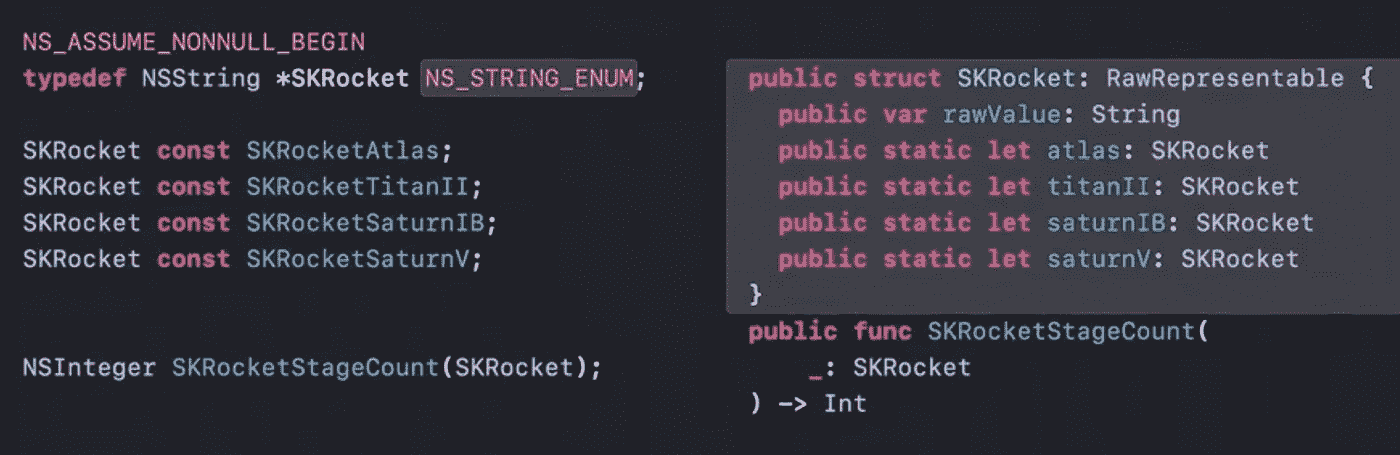 NS_ASSUME_NONNULL_BEGIN
typedef NSString *SKRocket NS_STRING_ENUM;
SKRocket const SKRocketAtlas;
SKRocket const SKRocketTitanII;
SKRocket const SKRocketSaturnIB;
SKRocket const SKRocketSaturnV;
NSInteger SKRocketStageCount(SKRocket);
public struct SKRocket: RawRepresentable {
  public var rawValue: String
  public static let atlas: SKRocket
  public static let titanII: SKRocket
  public static let saturnIB: SKRocket
  public static let saturnV: SKRocket
}
public func SKRocketStageCount(
    _: SKRocket
) -> Int